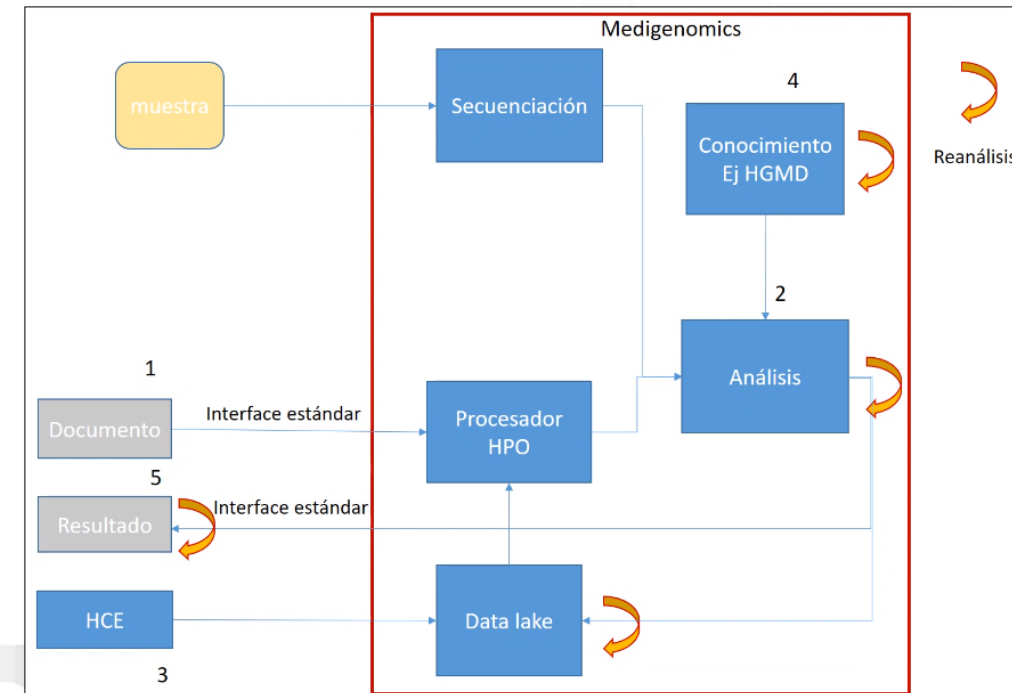 Medigenomics
muestra
Secuenciación
4
Conocimiento
Ej HGMD
Reanálisis
2
Análisis
1
Documento
Interface estándar
Procesador
HPO
5
Resultado
Interface estándar
HCE
Data lake
3